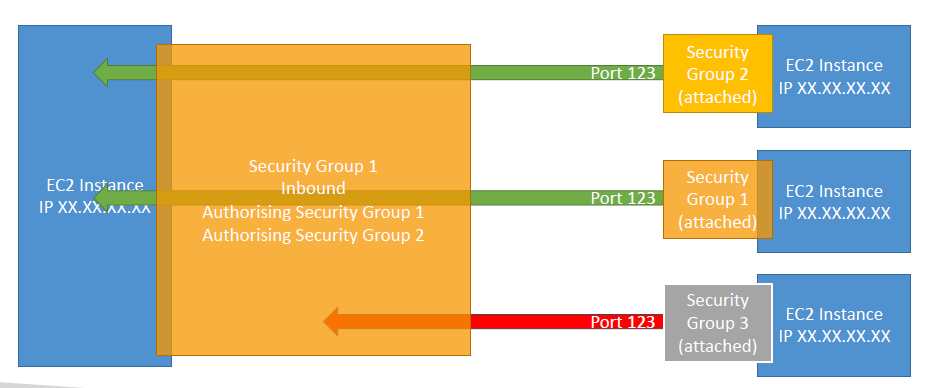 EC2 Instance
IP XX.XX.XX.XX
Security Group 1
Inbound
Authorising Security Group 1
Authorising Security Group 2
Port 123
Security
Group 2
(attached)
EC2 Instance
IP XX.XX.XX.XX
Port 123
Security
Group 1
(attached)
EC2 Instance
IP XX.XX.XX.XX
Port 123
Security
Group 3
(attached)
EC2 Instance
IP XX.XX.XX.XX